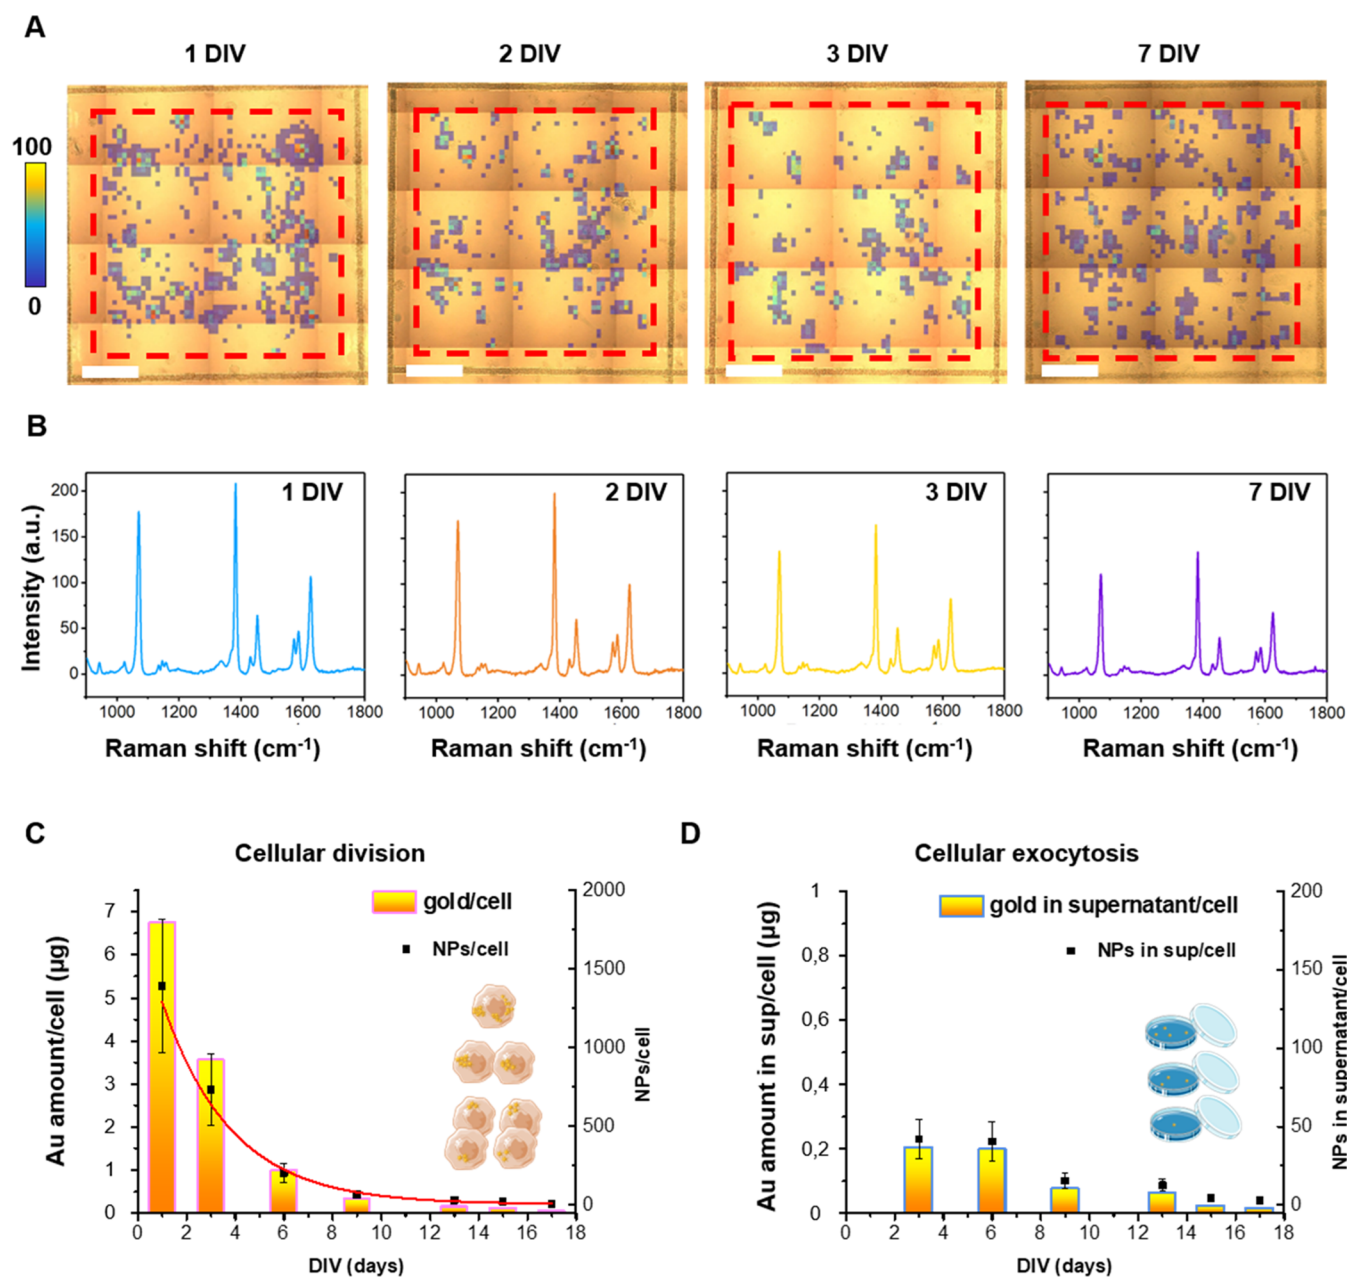 A
1 DIV
2 DIV
3 DIV
7 DIV
100
0
B
1 DIV
2 DIV
3 DIV
7 DIV
200
150
100
50
0
Intensity (a.u.)
1000 1200 1400 1600 1800
1000 1200 1400 1600 1800
1000 1200 1400 1600 1800
1000 1200 1400 1600 1800
Raman shift (cm-1)
Raman shift (cm-1)
Raman shift (cm-1)
Raman shift (cm-1)
C
Cellular division
gold/cell
NPs/cell
7
6
5
4
3
2
1
0
Au amount/cell (µg)
2000
1500
1000
500
0
NPs/cell
0 2 4 6 8 10 12 14 16 18
DIV (days)
D
Cellular exocytosis
gold in supernatant/cell
NPs in sup/cell
1
0,8
0,6
0,4
0,2
0
Au amount in sup/cell (µg)
200
150
100
50
0
NPs in supernatant/cell
0 2 4 6 8 10 12 14 16 18
DIV (days)